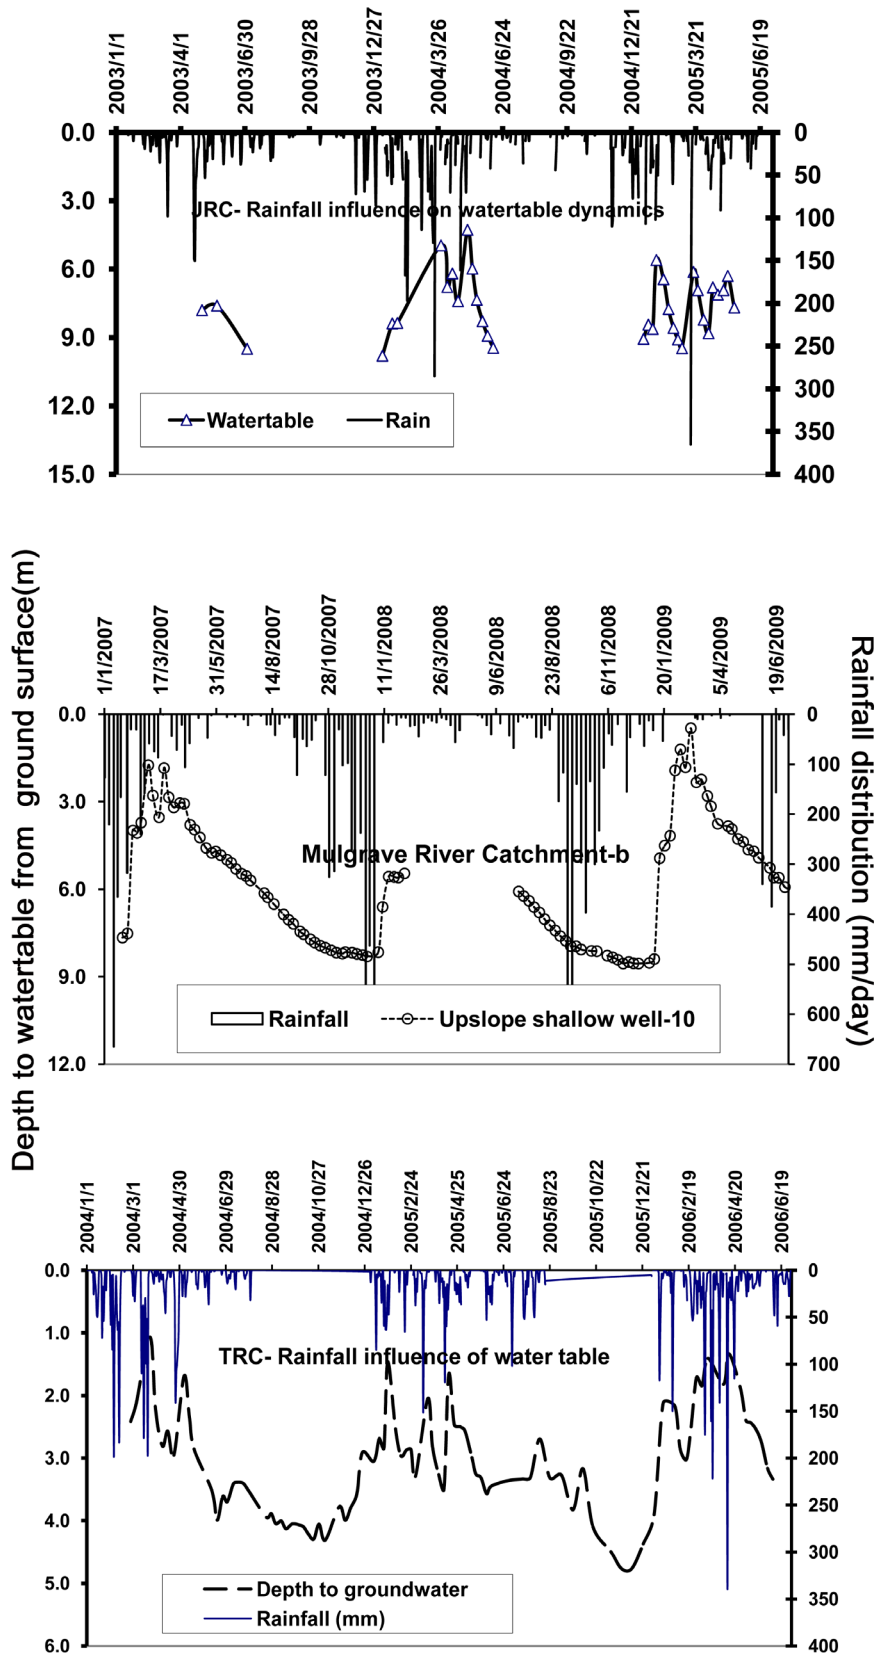 2003/1/1 2003/4/1 2003/6/30 2003/9/28 2003/12/27 2004/3/26 2004/6/24 2004/9/22 2004/12/21 2005/3/21 2005/6/19
0.0 0
50
3.0 100
JRC- Rainfall influence on watertable dynamics
150
6.0
200
9.0 250
300
12.0
Watertable Rain 350
15.0 400
Depth to watertable from ground surface(m)
Rainfall distribution (mm/day)
1/1/2007 17/3/2007 31/5/2007 14/8/2007 28/10/2007 11/1/2008 26/3/2008 9/6/2008 23/8/2008 6/11/2008 20/1/2009 5/4/2009 19/6/2009
0.0 0
100
3.0 200
Mulgrave River Catchment-b 300
6.0 400
9.0 500
Rainfall Upslope shallow well-10 600
12.0 700
2004/1/1 2004/3/1 2004/4/30 2004/6/29 2004/8/28 2004/10/27 2004/12/26 2005/2/24 2005/4/25 2005/6/24 2005/8/23 2005/10/22 2005/12/21 2006/2/19 2006/4/20 2006/6/19
0.0 0
50
1.0
TRC- Rainfall influence of water table 100
2.0 150
3.0 200
250
4.0
300
5.0
Depth to groundwater 350
Rainfall (mm)
6.0 400